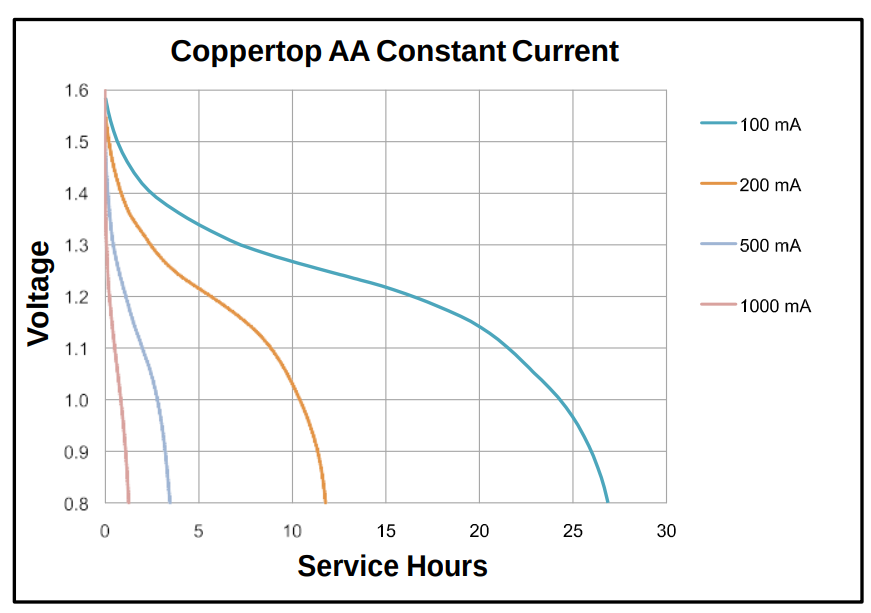 Coppertop AA Constant Current
1.6
1.5
1.4
1.3
1.2
1.1
1.0
0.9
0.8
Voltage
0 5 10 15 20 25 30
Service Hours
100 mA
200 mA
500 mA
1000 mA